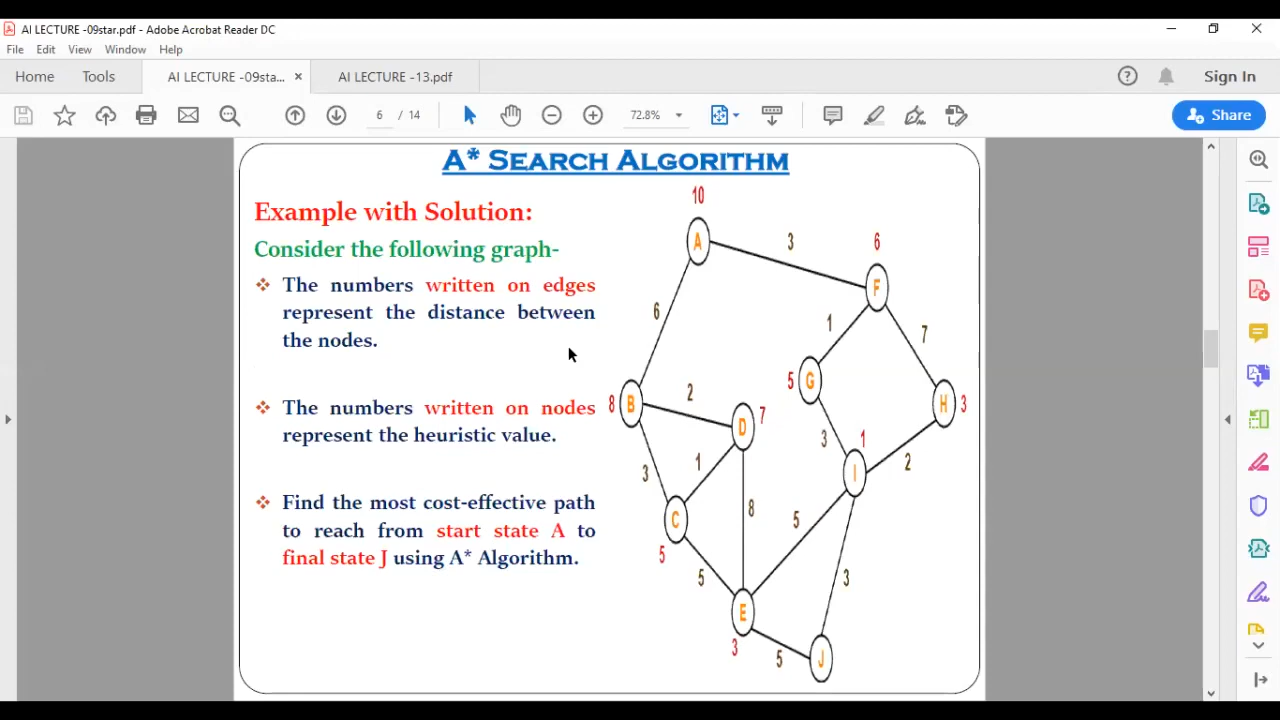 AI LECTURE -09star.pdf - Adobe Acrobat Reader DC
File Edit View Window Help
Home Tools AI LECTURE -09sta... × AI LECTURE -13.pdf Sign In
6 / 14 72.8% Share
A* SEARCH ALGORITHM
Example with Solution:
Consider the following graph-
The numbers written on edges
represent the distance between
the nodes.
The numbers written on nodes
represent the heuristic value.
Find the most cost-effective path
to reach from start state A to
final state J using A* Algorithm.
10
A 3 6
F
6 1 7
5 G
8 B 2 D 7 H 3
3 1 3 1 2
I
C 8 5
5
5 3
E
3 5 J